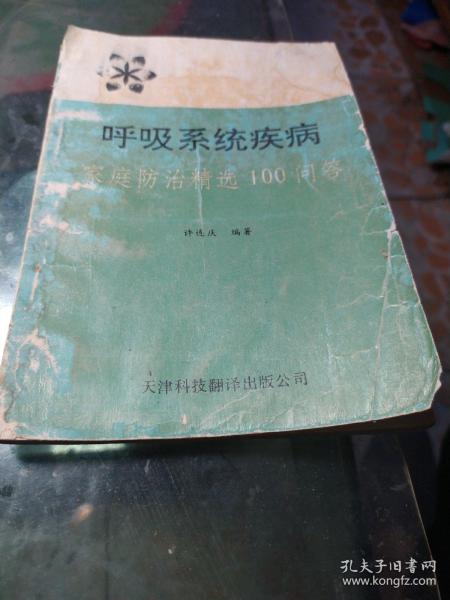 呼吸系统疾病
家庭防治精选100问答
许连庆 编著
天津科技翻译出版公司
孔夫子旧书网
www.kongfz.com